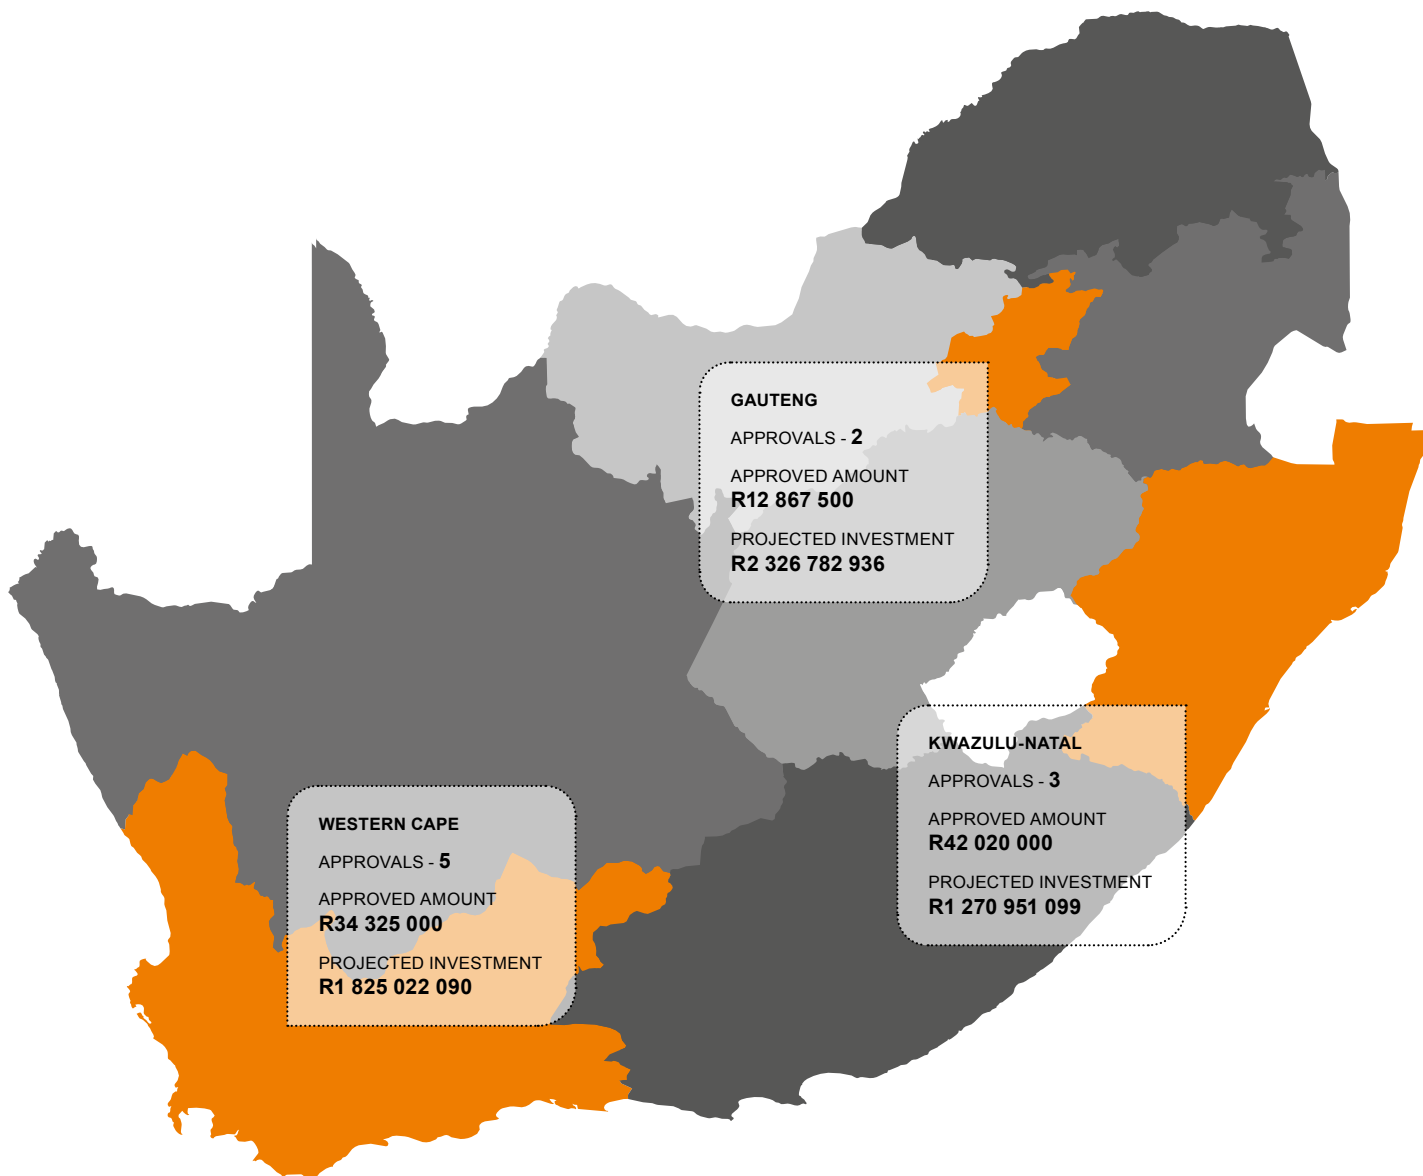 GAUTENG
APPROVALS - 2
APPROVED AMOUNT
R12 867 500
PROJECTED INVESTMENT
R2 326 782 936
KWAZULU-NATAL
APPROVALS - 3
APPROVED AMOUNT
R42 020 000
PROJECTED INVESTMENT
R1 270 951 099
WESTERN CAPE
APPROVALS - 5
APPROVED AMOUNT
R34 325 000
PROJECTED INVESTMENT
R1 825 022 090